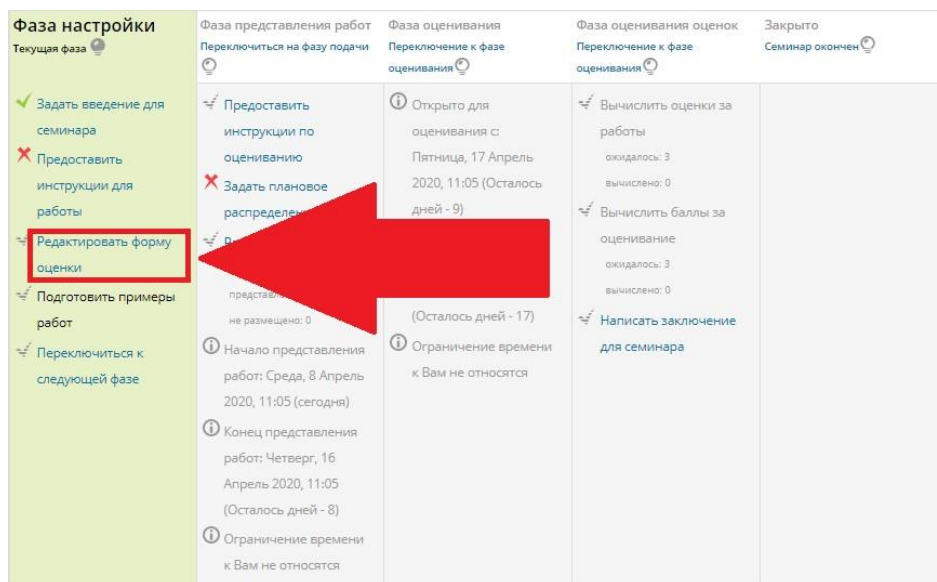 Фаза настройки
Текущая фаза
Задать введение для
семинара
Предоставить
инструкции для
работы
Редактировать форму
оценки
Подготовить примеры
работ
Переключиться к
следующей фазе
Фаза представления работ
Переключиться на фазу подачи
Предоставить
инструкции по
оцениванию
Задать плановое
не размещено: 0
Начало представления
работ: Среда, 8 Апрель
2020, 11:05 (сегодня)
Конец представления
работ: Четверг, 16
Апрель 2020, 11:05
(Осталось дней - 8)
Ограничение времени
к Вам не относятся
Фаза оценивания
Переключение к фазе
оценивания
Открыто для
оценивания с:
Пятница, 17 Апрель
2020, 11:05 (Осталось
дней - 9)
(Осталось дней - 17)
Ограничение времени
к Вам не относятся
Фаза оценивания оценок
Переключение к фазе
оценивания
Вычислить оценки за
работы
ожидалось: 3
вычислено: 0
Вычислить баллы за
оценивание
ожидалось: 3
вычислено: 0
Написать заключение
для семинара
Закрыто
Семинар окончен